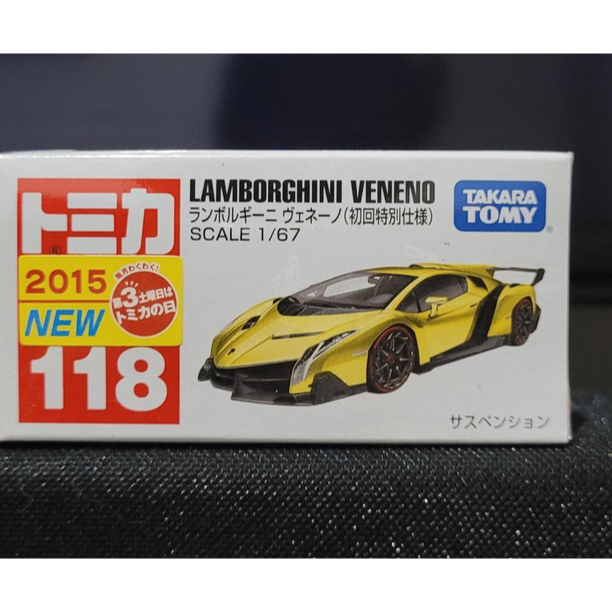 LAMBORGHINI VENENO
ランボルギーニ ヴェネーノ(初回特別仕様)
SCALE 1/67
TAKARA
TOMY
トミカ
®
2015
NEW
毎月わくわく!
第3土曜日は
トミカの日
118
サスペンション